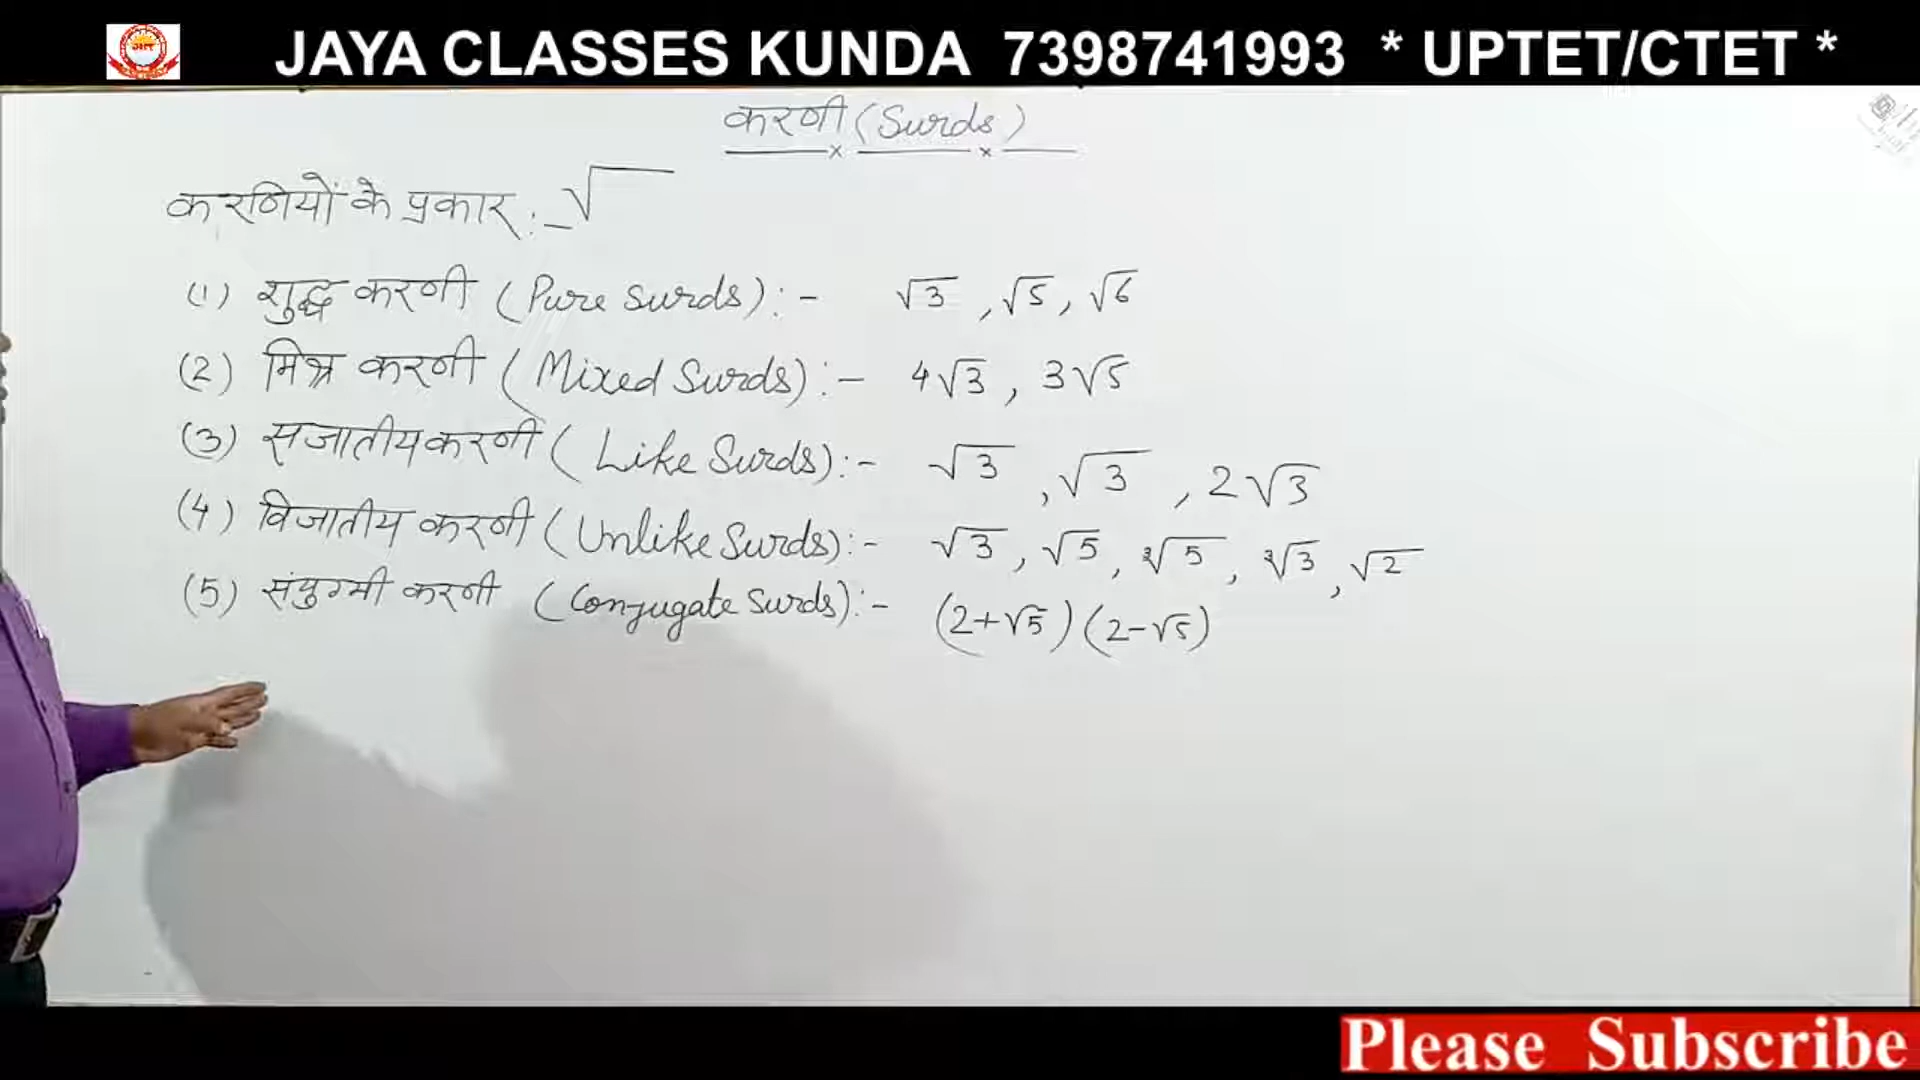 JAYA CLASSES KUNDA 7398741993 * UPTET/CTET *
करणी (Surds)
करणियों के प्रकार :- √
(1) शुद्ध करणी (Pure Surds) :- √3 , √5, √6
(2) मिश्र करणी (Mixed Surds) :- 4√3 , 3√5
(3) सजातीय करणी (Like Surds) :- √3 , √3 , 2√3
(4) विजातीय करणी (Unlike Surds) :- √3 , √5 , ∛5 , ∛3 , √2
(5) संयुग्मी करणी (Conjugate Surds) :- (2+√5) (2-√5)
Please Subscribe